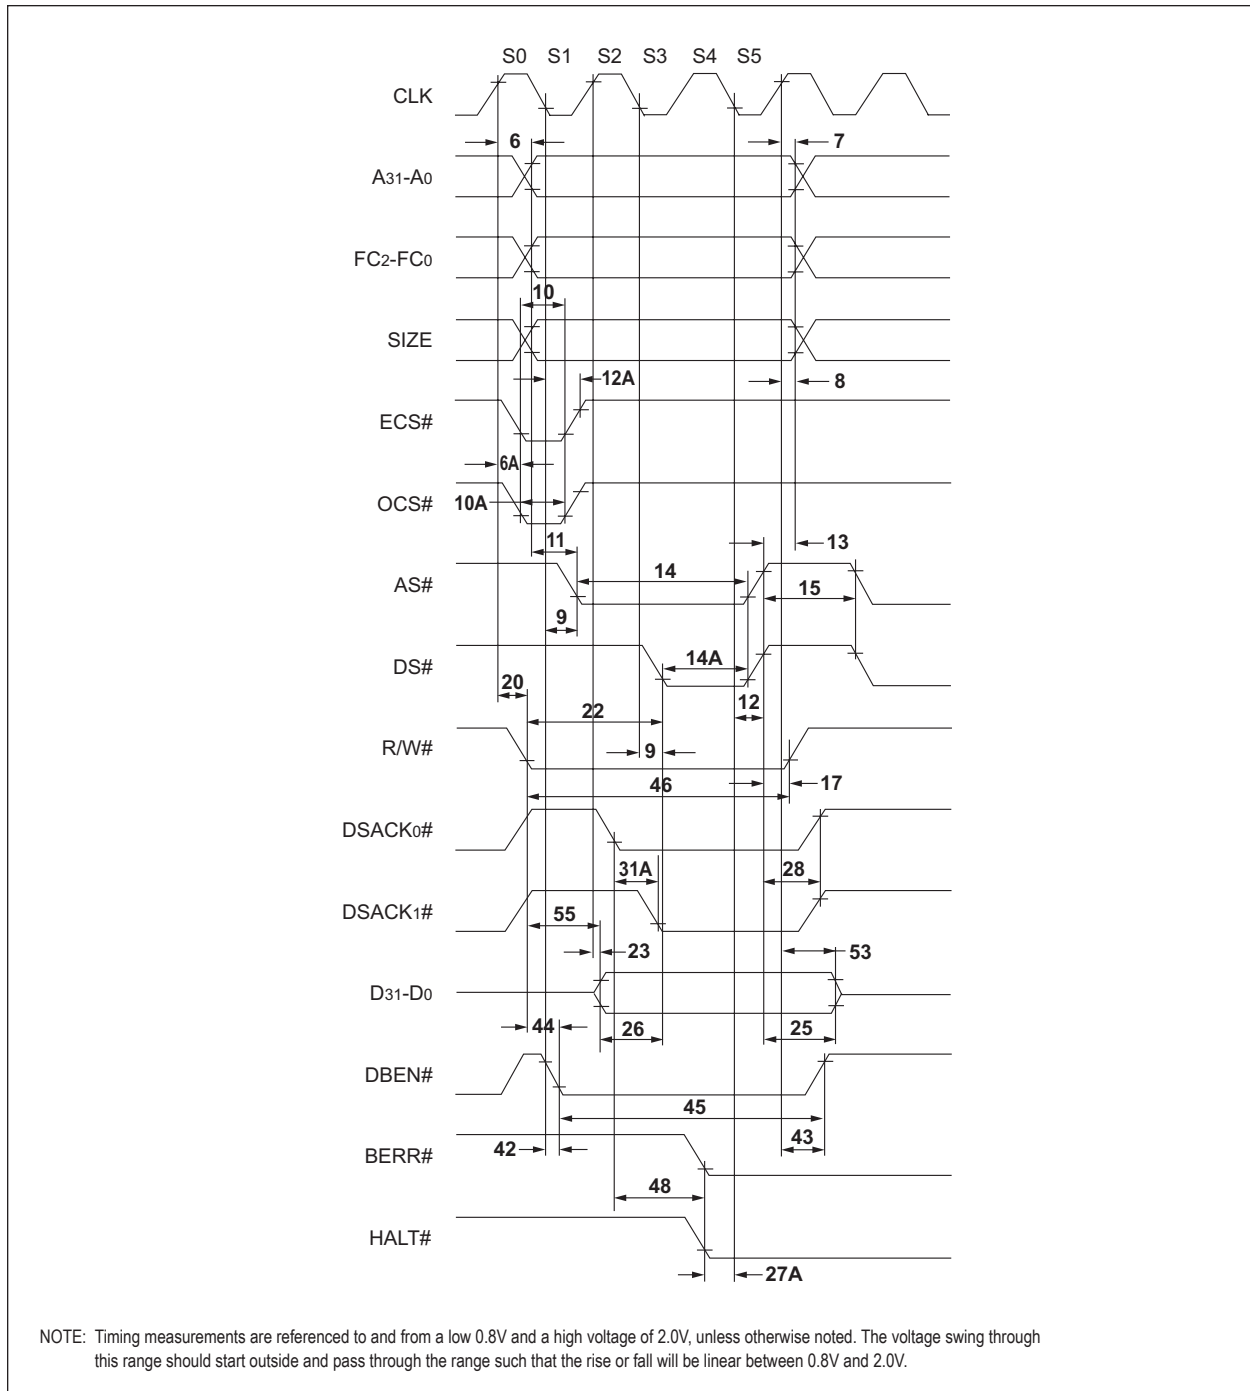 S0 S1 S2 S3 S4 S5
CLK
6 7
A31-A0
FC2-FC0
10
SIZE
12A 8
ECS#
6A
10A OCS#
11 13
14
AS#
15
9
14A
DS#
20 12
22
R/W# 9
46 17
DSACK0#
31A 28
DSACK1#
55
23 53
D31-D0
44 26 25
DBEN#
45
42 43
BERR#
48
HALT#
27A
NOTE: Timing measurements are referenced to and from a low 0.8V and a high voltage of 2.0V, unless otherwise noted. The voltage swing through
this range should start outside and pass through the range such that the rise or fall will be linear between 0.8V and 2.0V.